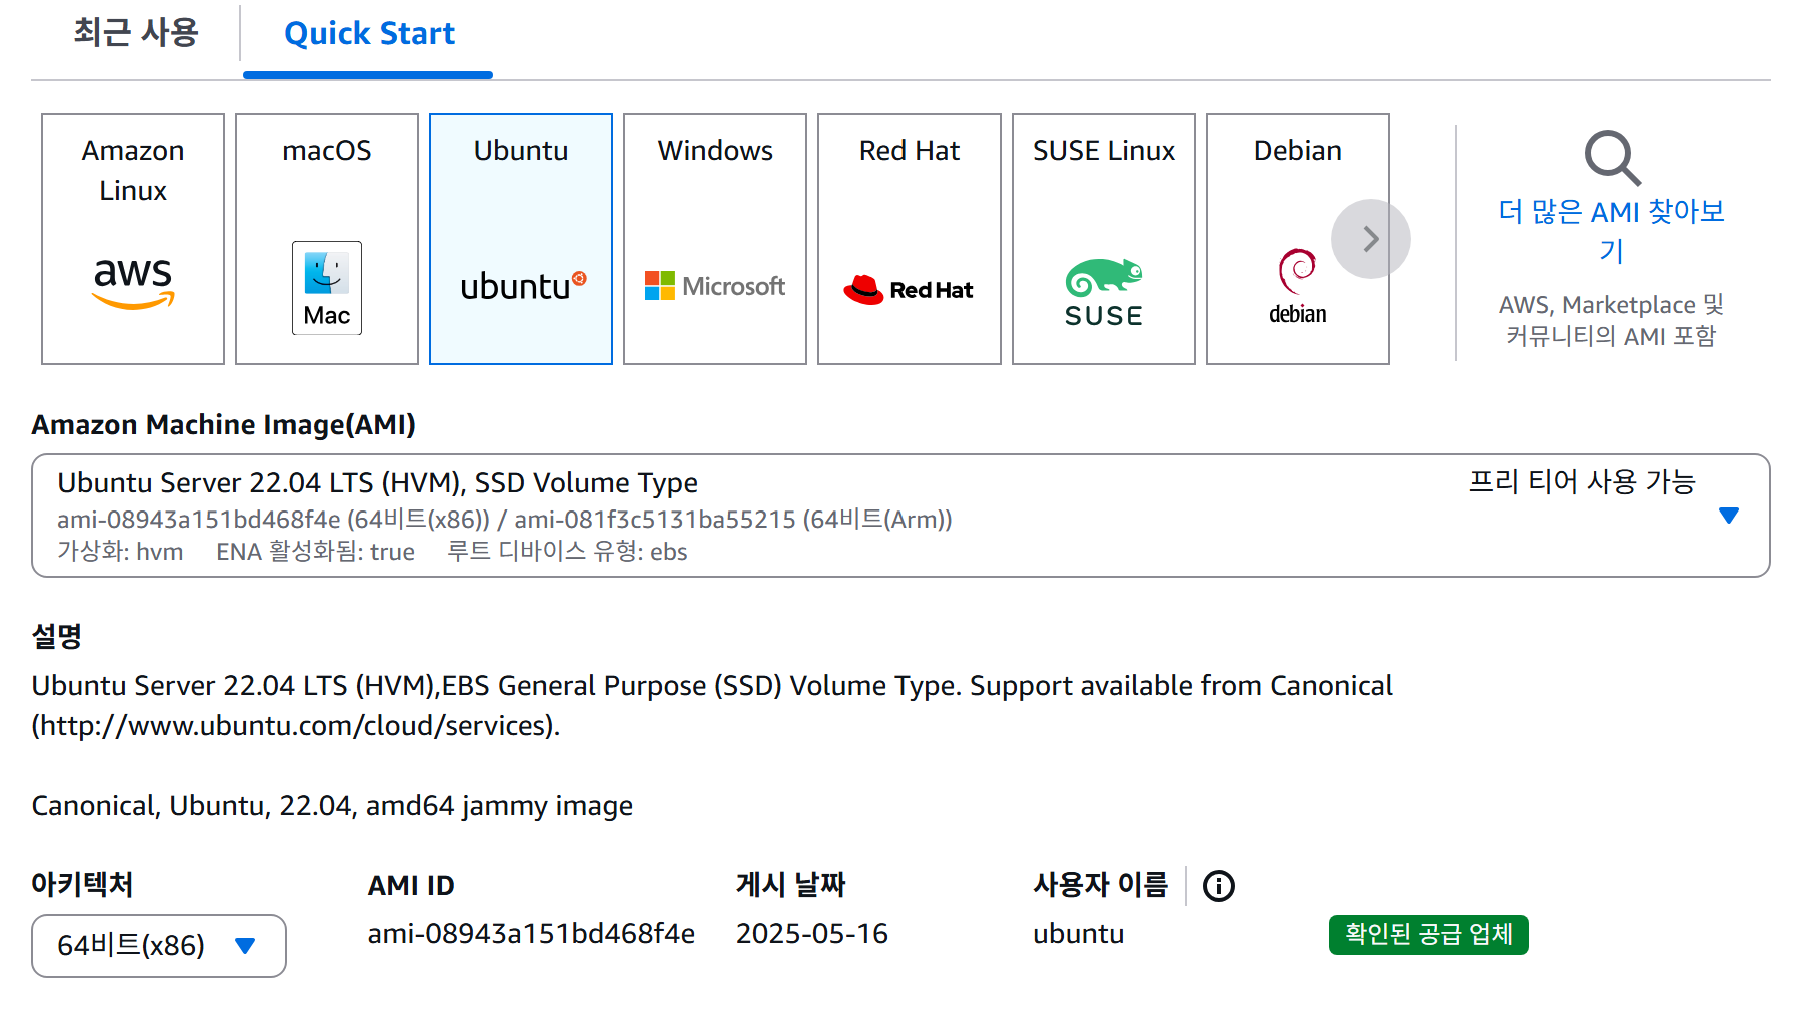 최근 사용
Quick Start
Amazon
Linux
aws
macOS
Mac
Ubuntu
ubuntu
Windows
Microsoft
Red Hat
Red Hat
SUSE Linux
SUSE
Debian
debian
더 많은 AMI 찾아보
기
AWS, Marketplace 및
커뮤니티의 AMI 포함
Amazon Machine Image(AMI)
Ubuntu Server 22.04 LTS (HVM), SSD Volume Type
프리 티어 사용 가능
ami-08943a151bd468f4e (64비트(x86)) / ami-081f3c5131ba55215 (64비트(Arm))
가상화: hvm ENA 활성화됨: true 루트 디바이스 유형: ebs
설명
Ubuntu Server 22.04 LTS (HVM),EBS General Purpose (SSD) Volume Type. Support available from Canonical
(http://www.ubuntu.com/cloud/services).
Canonical, Ubuntu, 22.04, amd64 jammy image
아키텍처
64비트(x86)
AMI ID
ami-08943a151bd468f4e
게시 날짜
2025-05-16
사용자 이름
ubuntu
확인된 공급 업체